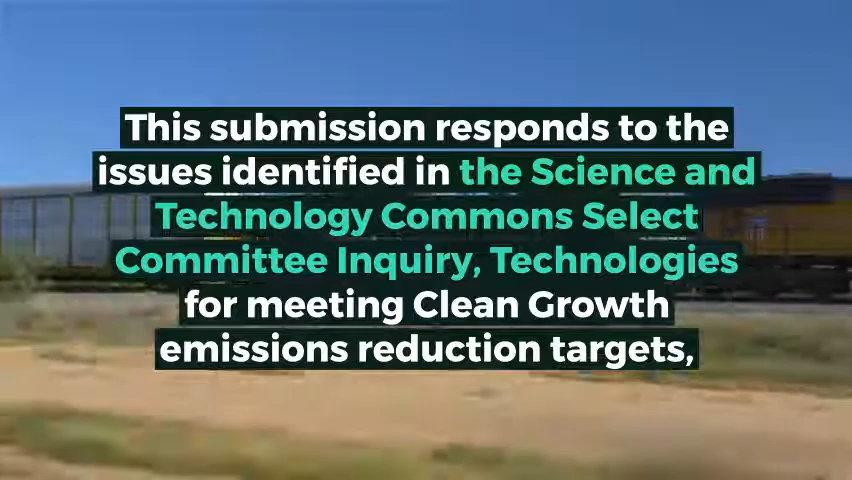 This submission responds to the
issues identified in the Science and
Technology Commons Select
Committee Inquiry, Technologies
for meeting Clean Growth
emissions reduction targets,